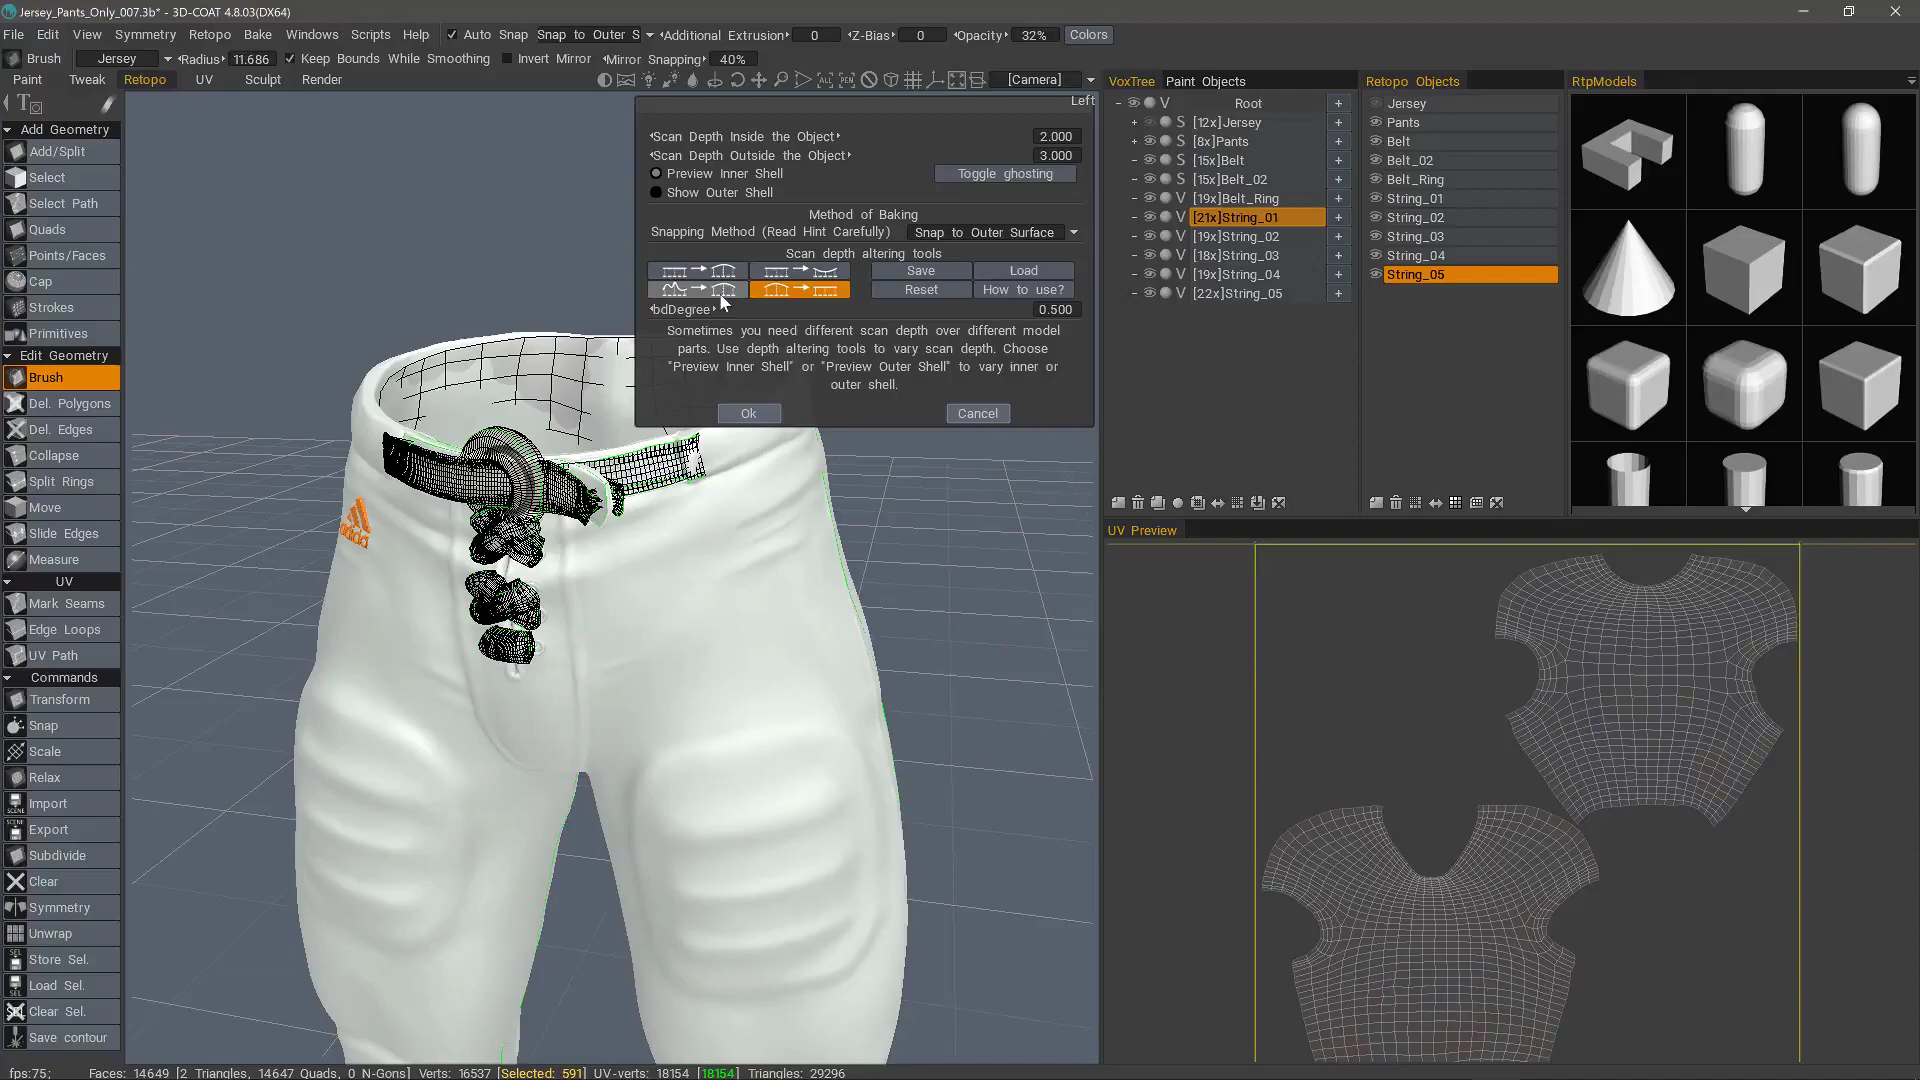 Jersey_Pants_Only_007.3b* - 3D-COAT 4.8.03(DX64)
File Edit View Symmetry Retopo Bake Windows Scripts Help Auto Snap Snap to Outer S Additional Extrusion 0 Z-Bias 0 Opacity 32% Colors
Brush Jersey Radius 11.686 Keep Bounds While Smoothing Invert Mirror Mirror Snapping 40%
Paint Tweak Retopo UV Sculpt Render [Camera]
Add Geometry
Add/Split
Select
Select Path
Quads
Points/Faces
Cap
Strokes
Primitives
Edit Geometry
Brush
Del. Polygons
Del. Edges
Collapse
Split Rings
Move
Slide Edges
Measure
UV
Mark Seams
Edge Loops
UV Path
Commands
Transform
Snap
Scale
Relax
Import
Export
Subdivide
Clear
Symmetry
Unwrap
Store Sel.
Load Sel.
Clear Sel.
Save contour
Left
Scan Depth Inside the Object 2.000
Scan Depth Outside the Object 3.000
Preview Inner Shell Toggle ghosting
Show Outer Shell
Method of Baking
Snapping Method (Read Hint Carefully) Snap to Outer Surface
Scan depth altering tools
Save Load
Reset How to use?
bdDegree 0.500
Sometimes you need different scan depth over different model
parts. Use depth altering tools to vary scan depth. Choose
"Preview Inner Shell" or "Preview Outer Shell" to vary inner or
outer shell.
Ok Cancel
adidas
VoxTree Paint Objects
V Root +
+ S [12x]Jersey +
+ S [8x]Pants +
S [15x]Belt +
S [15x]Belt_02 +
V [19x]Belt_Ring +
V [21x]String_01 +
V [19x]String_02 +
V [18x]String_03 +
V [19x]String_04 +
V [22x]String_05 +
Retopo Objects
Jersey
Pants
Belt
Belt_02
Belt_Ring
String_01
String_02
String_03
String_04
String_05
RtpModels
UV Preview
fps:75; Faces: 14649 [2 Triangles, 14647 Quads, 0 N-Gons] Verts: 16537 [Selected: 591] UV-verts: 18154 [18154] Triangles: 29296